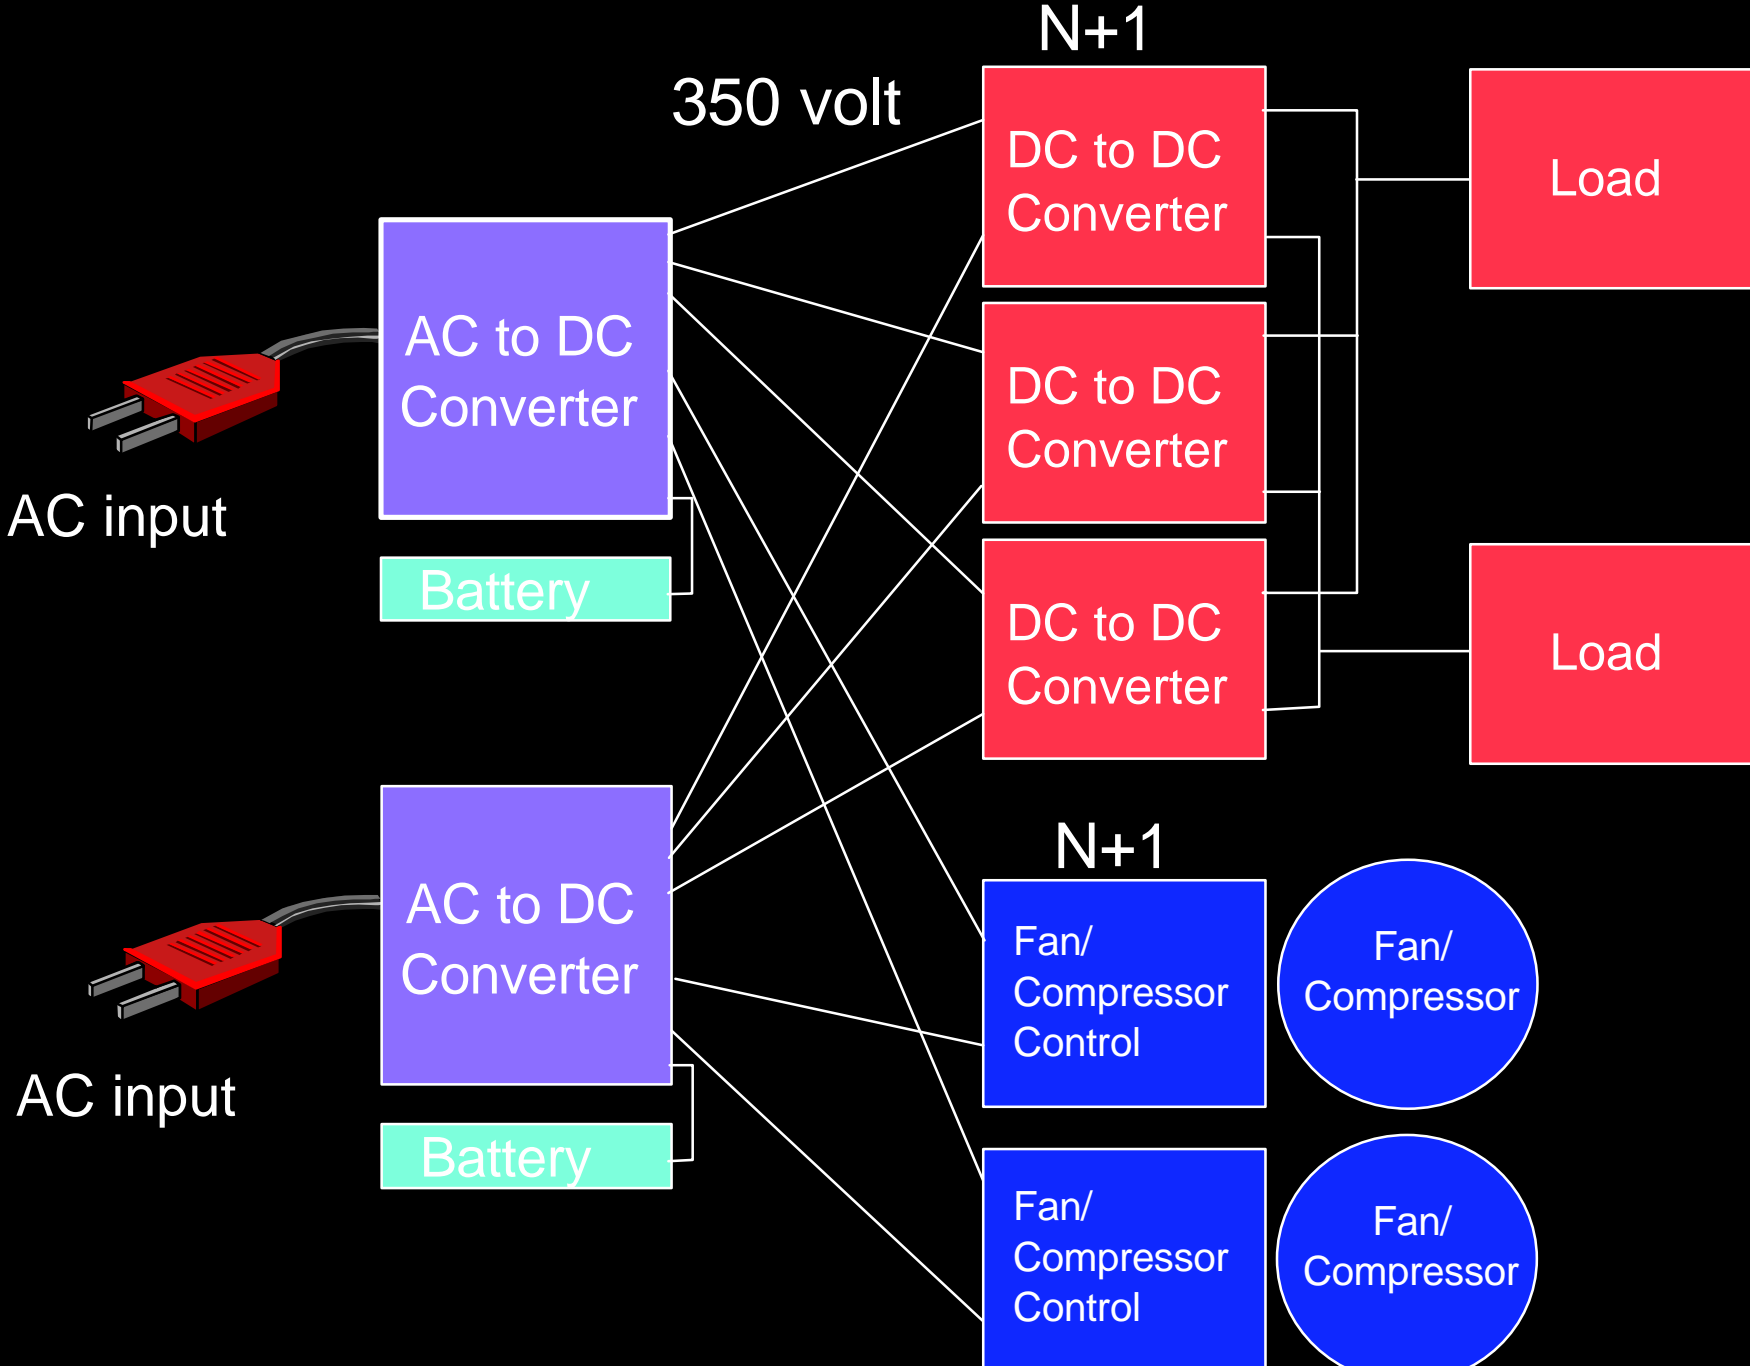 N+1
350 volt
DC to DC
Converter
Load
AC to DC
Converter
DC to DC
Converter
AC input
Battery
DC to DC
Converter
Load
N+1
AC to DC
Converter
Fan/
Compressor
Control
Fan/
Compressor
AC input
Battery
Fan/
Compressor
Control
Fan/
Compressor